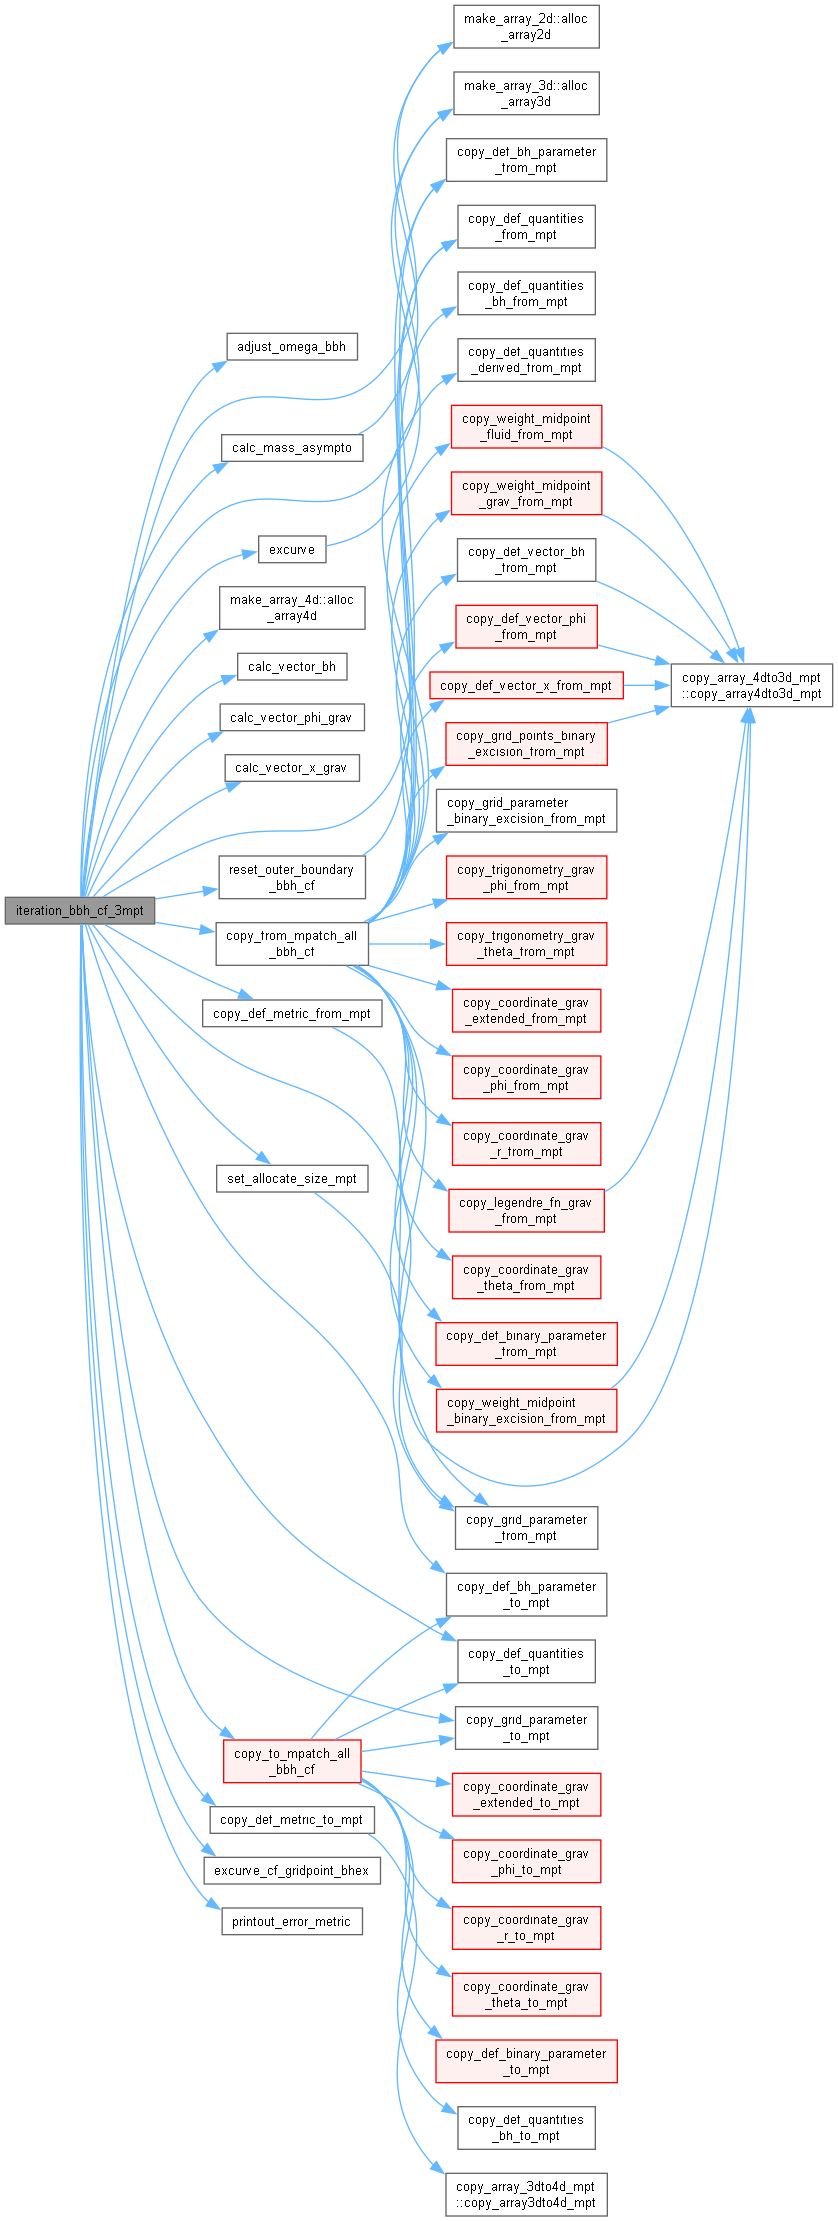 make_array_2d::alloc
_array2d
make_array_3d::alloc
_array3d
copy_def_bh_parameter
_from_mpt
copy_def_quantities
_from_mpt
copy_def_quantities
_bh_from_mpt
adjust_omega_bbh
copy_def_quantities
_derived_from_mpt
calc_mass_asympto
copy_weight_midpoint
_fluid_from_mpt
copy_weight_midpoint
_grav_from_mpt
excurve
copy_def_vector_bh
_from_mpt
make_array_4d::alloc
_array4d
copy_def_vector_phi
_from_mpt
calc_vector_bh
copy_def_vector_x_from_mpt
copy_array_4dto3d_mpt
::copy_array4dto3d_mpt
calc_vector_phi_grav
copy_grid_points_binary
_excision_from_mpt
calc_vector_x_grav
copy_grid_parameter
_binary_excision_from_mpt
reset_outer_boundary
_bbh_cf
copy_trigonometry_grav
_phi_from_mpt
iteration_bbh_cf_3mpt
copy_from_mpatch_all
_bbh_cf
copy_trigonometry_grav
_theta_from_mpt
copy_def_metric_from_mpt
copy_coordinate_grav
_extended_from_mpt
copy_coordinate_grav
_phi_from_mpt
copy_coordinate_grav
_r_from_mpt
set_allocate_size_mpt
copy_legendre_fn_grav
_from_mpt
copy_coordinate_grav
_theta_from_mpt
copy_def_binary_parameter
_from_mpt
copy_weight_midpoint
_binary_excision_from_mpt
copy_grid_parameter
_from_mpt
copy_def_bh_parameter
_to_mpt
copy_def_quantities
_to_mpt
copy_grid_parameter
_to_mpt
copy_to_mpatch_all
_bbh_cf
copy_coordinate_grav
_extended_to_mpt
copy_def_metric_to_mpt
copy_coordinate_grav
_phi_to_mpt
excurve_cf_gridpoint_bhex
copy_coordinate_grav
_r_to_mpt
printout_error_metric
copy_coordinate_grav
_theta_to_mpt
copy_def_binary_parameter
_to_mpt
copy_def_quantities
_bh_to_mpt
copy_array_3dto4d_mpt
::copy_array3dto4d_mpt